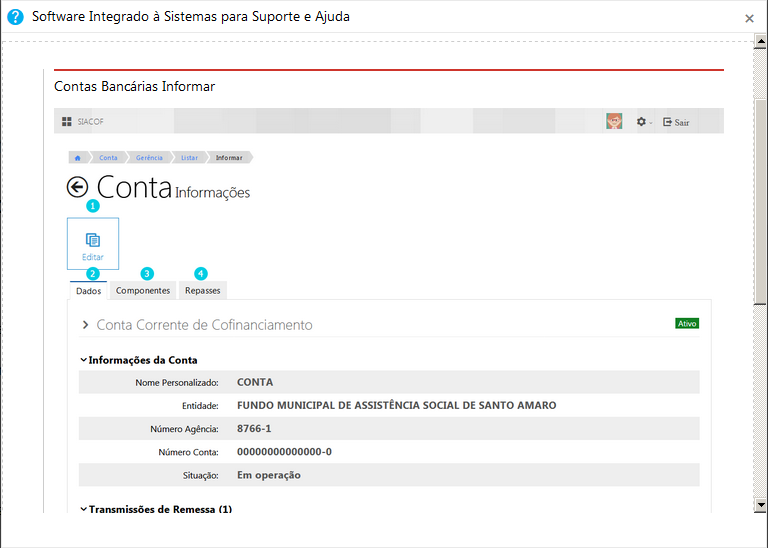 Software Integrado à Sistemas para Suporte e Ajuda
Contas Bancárias Informar
SIACOF
Sair
Conta Gerência Listar Informar
Conta Informações
1
Editar
2 3 4
Dados Componentes Repasses
Conta Corrente de Cofinanciamento Ativo
Informações da Conta
Nome Personalizado: CONTA
Entidade: FUNDO MUNICIPAL DE ASSISTÊNCIA SOCIAL DE SANTO AMARO
Número Agência: 8766-1
Número Conta: 00000000000000-0
Situação: Em operação
Transmissões de Remessa (1)